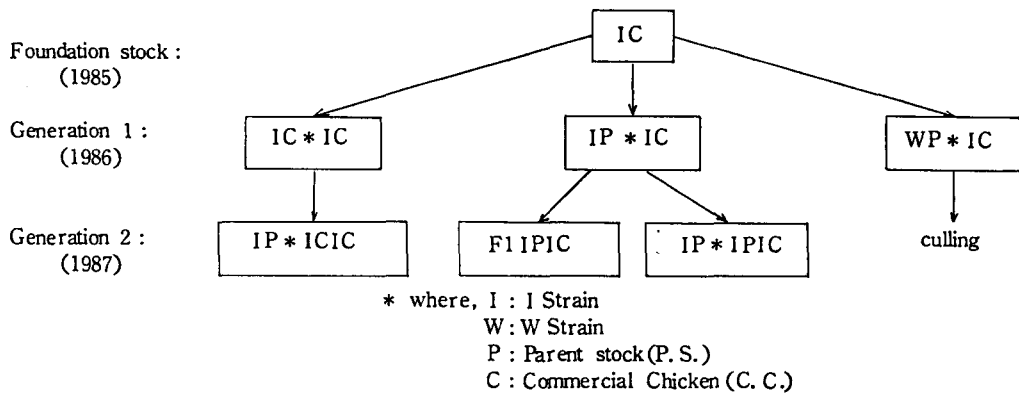 Foundation stock :
(1985)
IC
Generation 1 :
(1986)
IC * IC
IP * IC
WP * IC
Generation 2 :
(1987)
IP * ICIC
F1 IPIC
IP * IPIC
culling
* where, I : I Strain
W : W Strain
P : Parent stock (P. S.)
C : Commercial Chicken (C. C.)